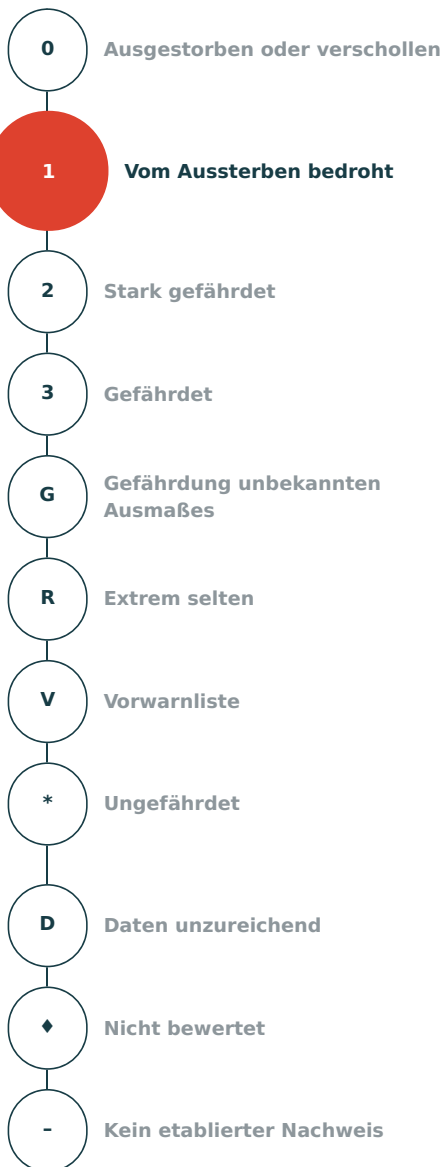 0 Ausgestorben oder verschollen
1 Vom Aussterben bedroht
2 Stark gefährdet
3 Gefährdet
G Gefährdung unbekannten
Ausmaßes
R Extrem selten
V Vorwarnliste
* Ungefährdet
D Daten unzureichend
♦ Nicht bewertet
– Kein etablierter Nachweis